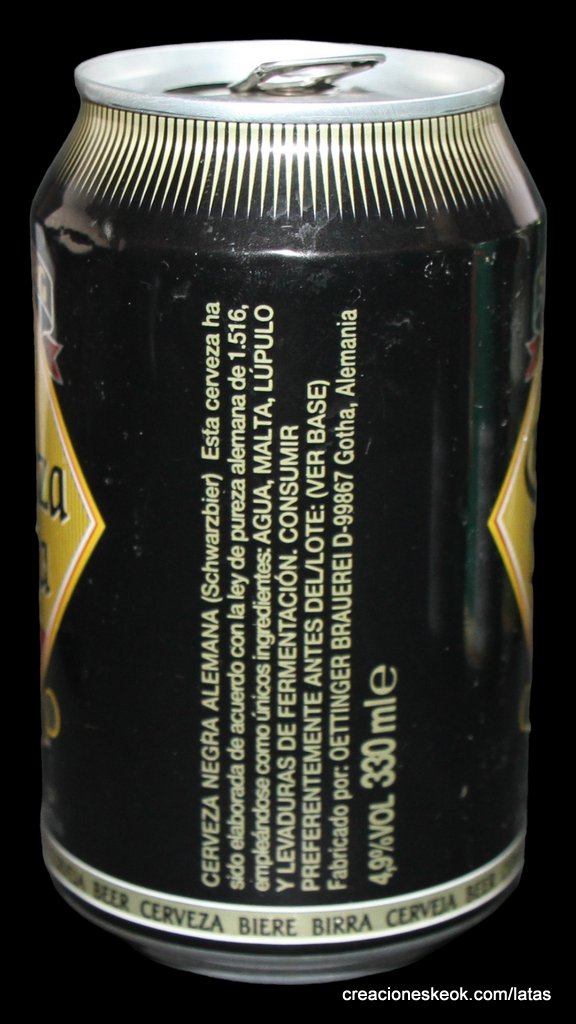 CERVEZA NEGRA ALEMANA (Schwarzbier) Esta cerveza ha
sido elaborada de acuerdo con la ley de pureza alemana de 1.516,
empleándose como únicos ingredientes: AGUA, MALTA, LÚPULO
Y LEVADURAS DE FERMENTACIÓN. CONSUMIR
PREFERENTEMENTE ANTES DEL/LOTE: (VER BASE)
Fabricado por: OETTINGER BRAUEREI D-99867 Gotha, Alemania
4,9%VOL 330 ml e
BEER CERVEZA BIERE BIRRA CERVEJA BEER
creacioneskeok.com/latas